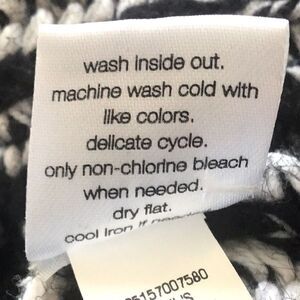 wash inside out.
machine wash cold with
like colors.
delicate cycle.
only non-chlorine bleach
when needed.
dry flat.
cool iron if
5157007580